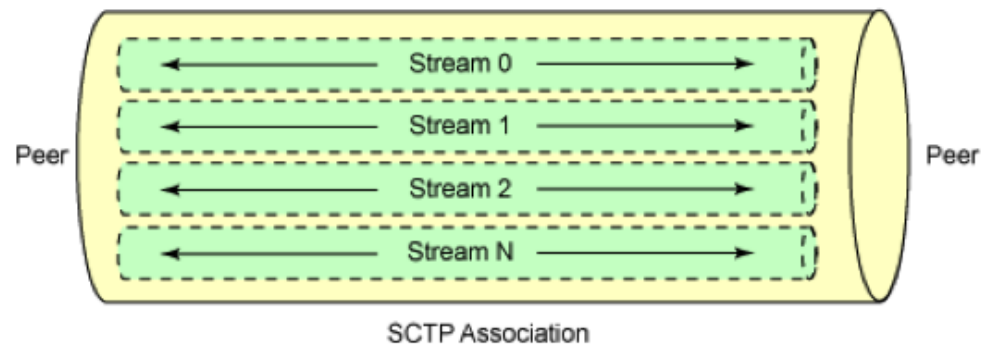 Stream 0
Stream 1
Peer
Peer
Stream 2
Stream N
SCTP Association